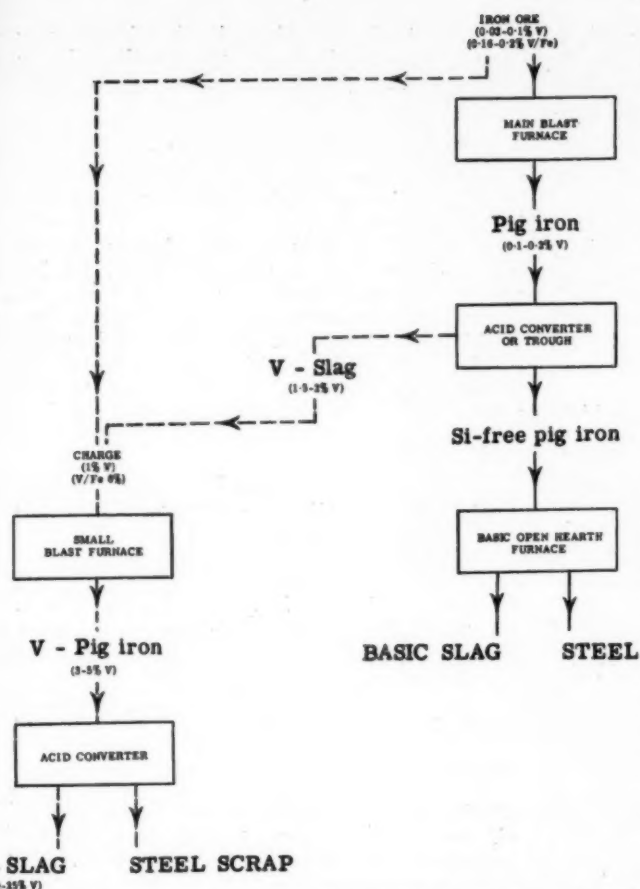 IRON ORE
(0·03-0·1% V)
(0·16-0·2% V/Fe)
MAIN BLAST
FURNACE
Pig iron
(0·1-0·2% V)
ACID CONVERTER
OR TROUGH
V - Slag
(1·5-2% V)
Si-free pig iron
CHARGE
(1% V)
(V/Fe 6%)
SMALL
BLAST FURNACE
BASIC OPEN HEARTH
FURNACE
V - Pig iron
(3-5% V)
BASIC SLAG STEEL
ACID CONVERTER
SLAG STEEL SCRAP
-25% V)